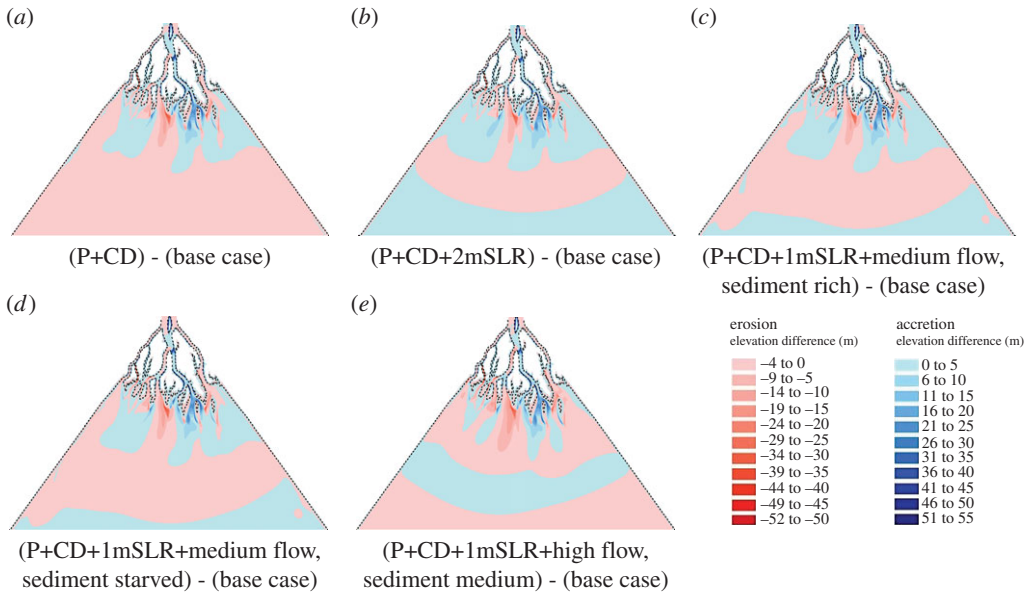 (a)
(b)
(c)
(P+CD) - (base case)
(P+CD+2mSLR) - (base case)
(P+CD+1mSLR+medium flow,
sediment rich) - (base case)
(d)
(e)
(P+CD+1mSLR+medium flow,
sediment starved) - (base case)
(P+CD+1mSLR+high flow,
sediment medium) - (base case)
erosion
elevation difference (m)
–4 to 0
–9 to –5
–14 to –10
–19 to –15
–24 to –20
–29 to –25
–34 to –30
–39 to –35
–44 to –40
–49 to –45
–52 to –50
accretion
elevation difference (m)
0 to 5
6 to 10
11 to 15
16 to 20
21 to 25
26 to 30
31 to 35
36 to 40
41 to 45
46 to 50
51 to 55